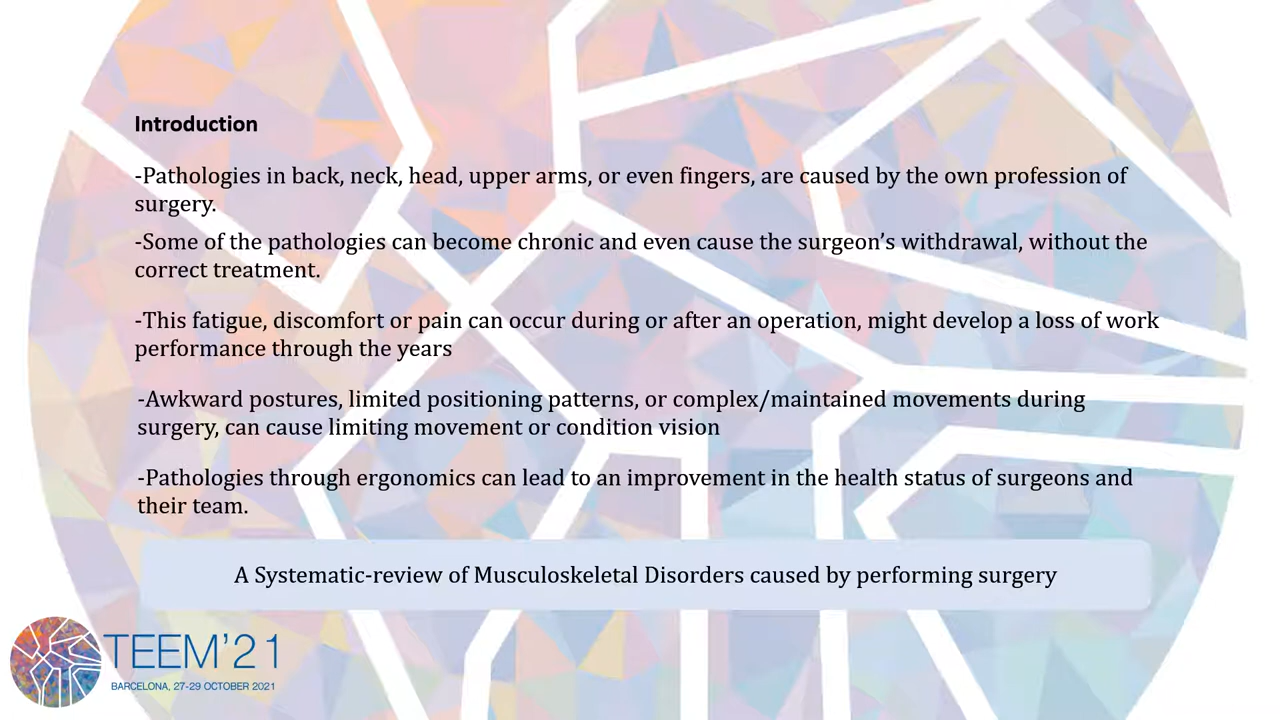 Introduction
-Pathologies in back, neck, head, upper arms, or even fingers, are caused by the own profession of
surgery.
-Some of the pathologies can become chronic and even cause the surgeon’s withdrawal, without the
correct treatment.
-This fatigue, discomfort or pain can occur during or after an operation, might develop a loss of work
performance through the years
-Awkward postures, limited positioning patterns, or complex/maintained movements during
surgery, can cause limiting movement or condition vision
-Pathologies through ergonomics can lead to an improvement in the health status of surgeons and
their team.
A Systematic-review of Musculoskeletal Disorders caused by performing surgery
TEEM’21
BARCELONA, 27-29 OCTOBER 2021